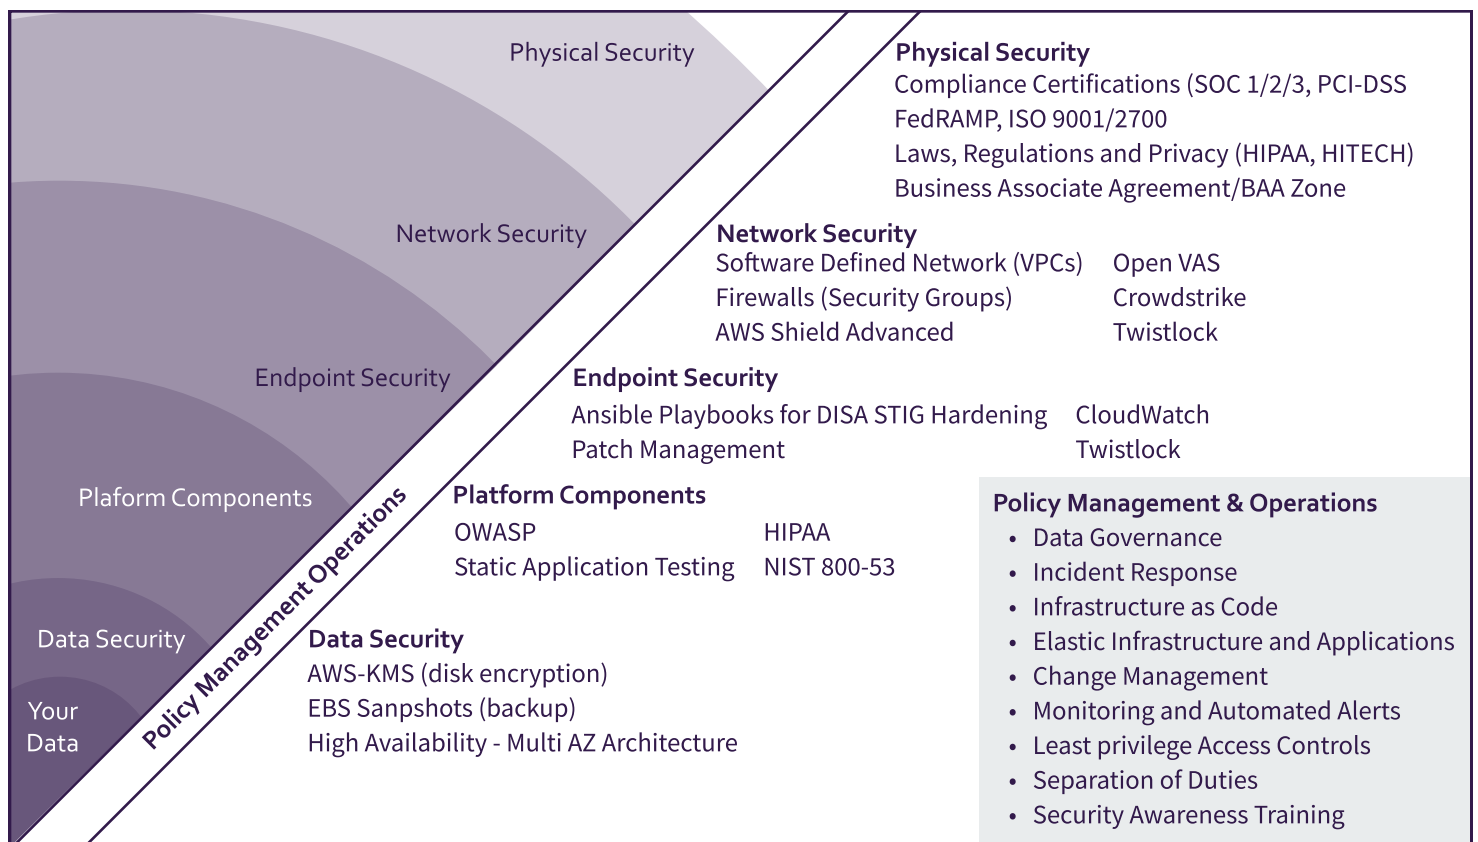 Physical Security
Network Security
Endpoint Security
Plaform Components
Data Security
Your
Data
Policy Management Operations
Physical Security
Compliance Certifications (SOC 1/2/3, PCI-DSS
FedRAMP, ISO 9001/2700
Laws, Regulations and Privacy (HIPAA, HITECH)
Business Associate Agreement/BAA Zone
Network Security
Software Defined Network (VPCs) Open VAS
Firewalls (Security Groups) Crowdstrike
AWS Shield Advanced Twistlock
Endpoint Security
Ansible Playbooks for DISA STIG Hardening CloudWatch
Patch Management Twistlock
Platform Components
OWASP HIPAA
Static Application Testing NIST 800-53
Data Security
AWS-KMS (disk encryption)
EBS Sanpshots (backup)
High Availability - Multi AZ Architecture
Policy Management & Operations
• Data Governance
• Incident Response
• Infrastructure as Code
• Elastic Infrastructure and Applications
• Change Management
• Monitoring and Automated Alerts
• Least privilege Access Controls
• Separation of Duties
• Security Awareness Training